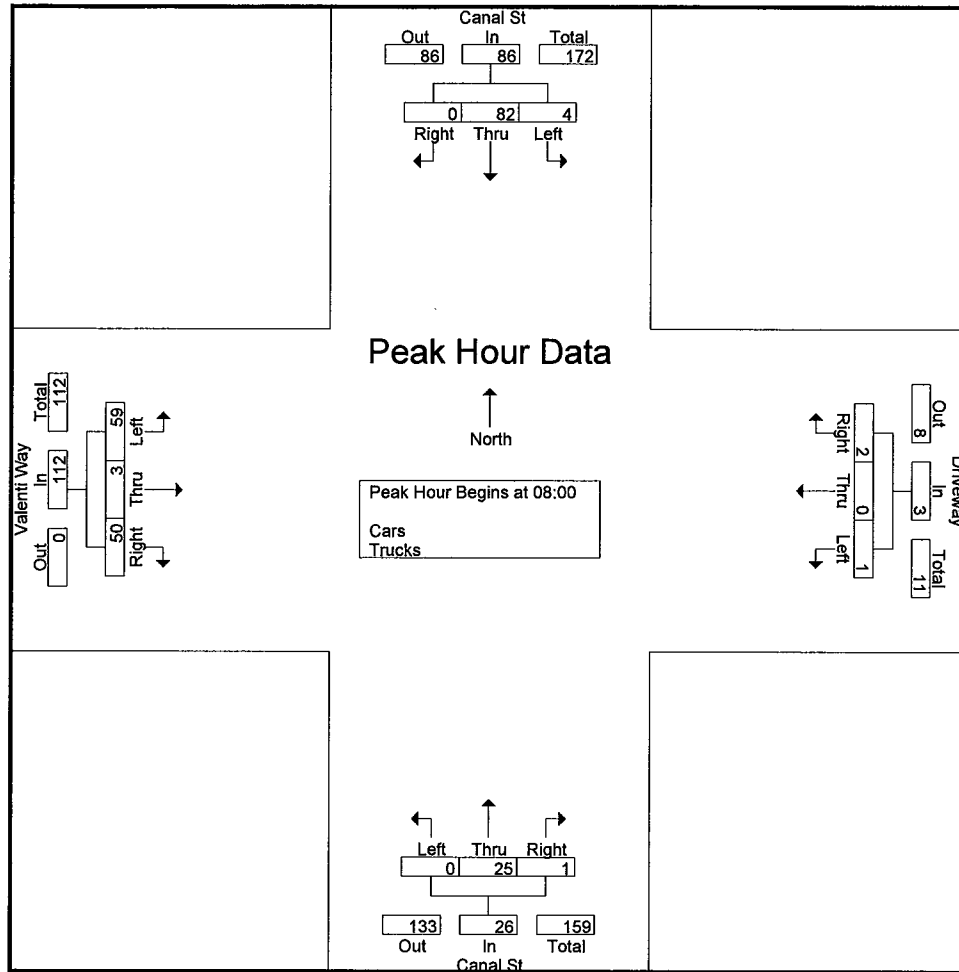 Canal St
Out In Total
86 86 172
0 82 4
Right Thru Left
Peak Hour Data
North
Peak Hour Begins at 08:00
Cars
Trucks
Valenti Way
Total In Out
112 112 0
59 3 50
Left Thru Right
Driveway
Out In Total
8 3 11
2 0 1
Right Thru Left
Left Thru Right
0 25 1
133 26 159
Out In Total
Canal St